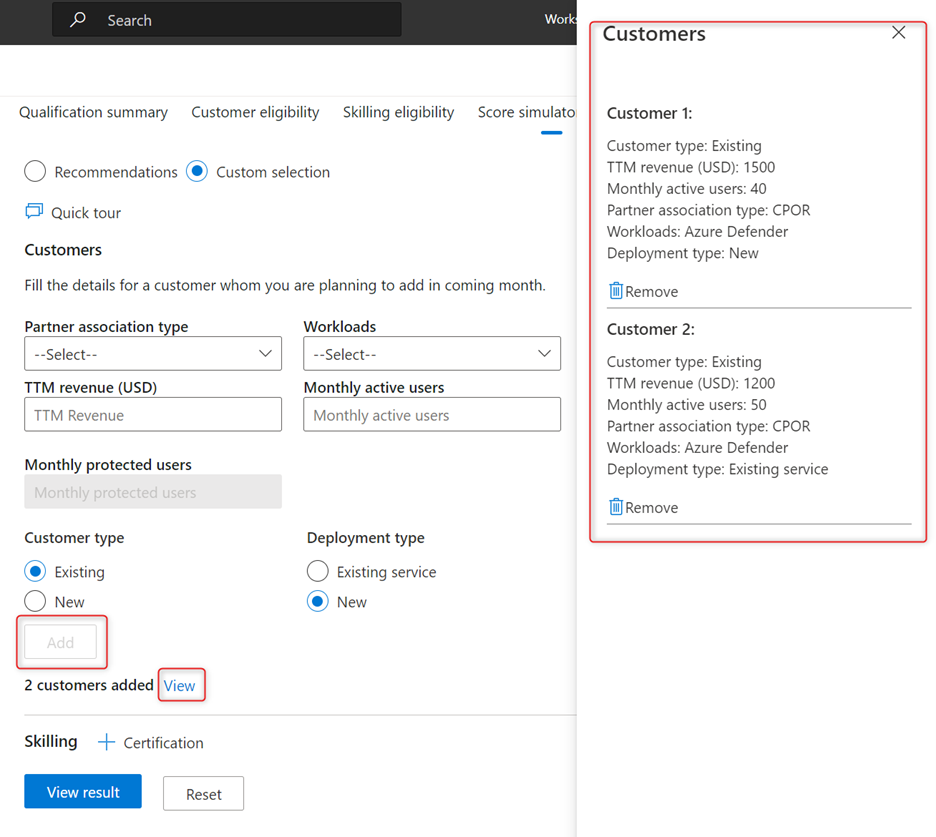 Search
Works
Qualification summary
Customer eligibility
Skilling eligibility
Score simulato
Recommendations
Custom selection
Quick tour
Customers
Fill the details for a customer whom you are planning to add in coming month.
Partner association type
Workloads
--Select--
--Select--
TTM revenue (USD)
Monthly active users
TTM Revenue
Monthly active users
Monthly protected users
Monthly protected users
Customer type
Deployment type
Existing
Existing service
New
New
Add
2 customers added View
Skilling
Certification
View result
Reset
Customers
Customer 1:
Customer type: Existing
TTM revenue (USD): 1500
Monthly active users: 40
Partner association type: CPOR
Workloads: Azure Defender
Deployment type: New
Remove
Customer 2:
Customer type: Existing
TTM revenue (USD): 1200
Monthly active users: 50
Partner association type: CPOR
Workloads: Azure Defender
Deployment type: Existing service
Remove